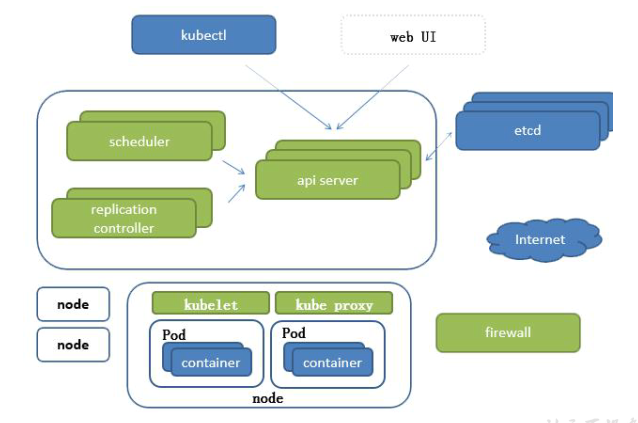 kubectl
web UI
scheduler
api server
etcd
replication
controller
Internet
node
node
kubelet
kube proxy
Pod
container
Pod
container
node
firewall